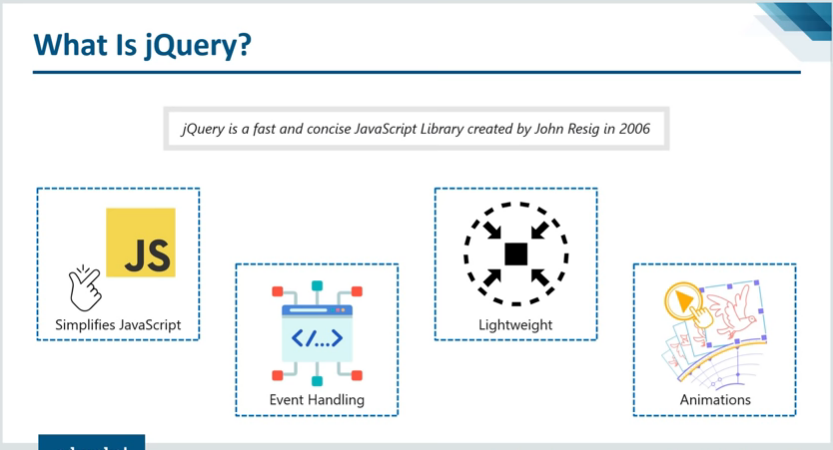 What Is jQuery?
jQuery is a fast and concise JavaScript Library created by John Resig in 2006
JS
Simplifies JavaScript
</...>
Event Handling
Lightweight
Animations